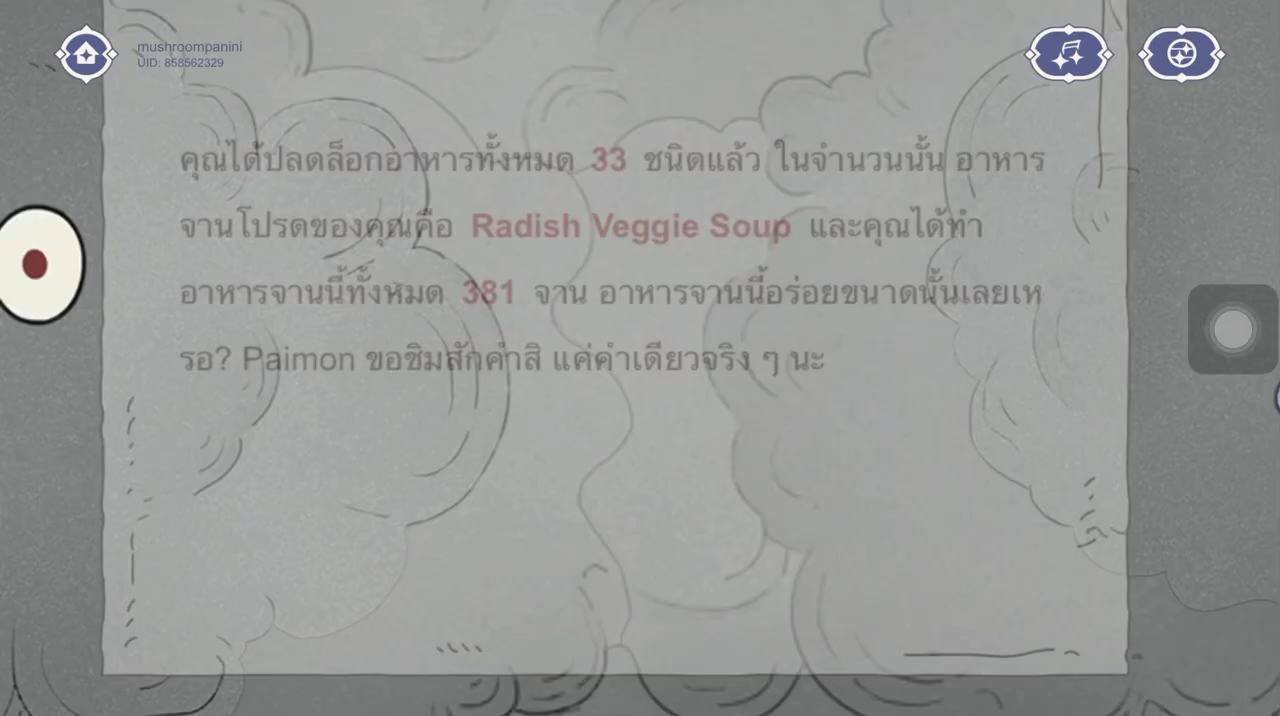 mushroompanini
UID: 858562329
คุณได้ปลดล็อกอาหารทั้งหมด 33 ชนิดแล้ว ในจำนวนนั้น อาหาร
จานโปรดของคุณคือ Radish Veggie Soup และคุณได้ทำ
อาหารจานนี้ทั้งหมด 381 จาน อาหารจานนี้อร่อยขนาดนั้นเลยเห
รอ? Paimon ขอชิมสักคำสิ แค่คำเดียวจริง ๆ นะ